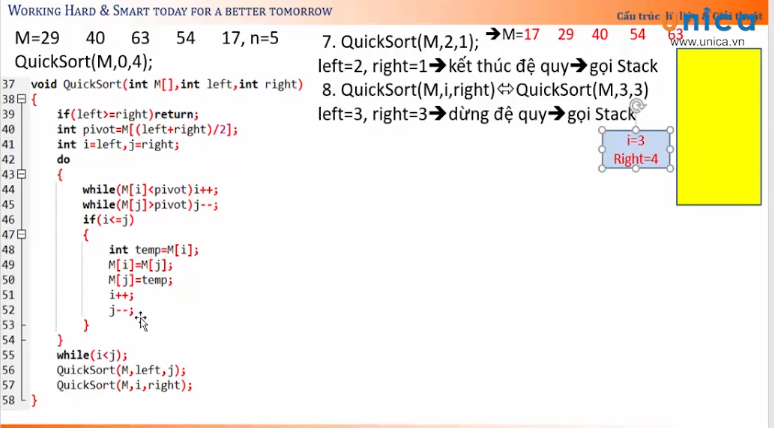 WORKING HARD & SMART TODAY FOR A BETTER TOMORROW
Cấu trúc & Giải thuật
unica
www.unica.vn
M=29 40 63 54 17, n=5
QuickSort(M,0,4);
37 void QuickSort(int M[],int left,int right)
38 {
39 if(left>=right)return;
40 int pivot=M[(left+right)/2];
41 int i=left,j=right;
42 do
43 {
44 while(M[i]<pivot)i++;
45 while(M[j]>pivot)j--;
46 if(i<=j)
47 {
48 int temp=M[i];
49 M[i]=M[j];
50 M[j]=temp;
51 i++;
52 j--;
53 }
54 }
55 while(i<j);
56 QuickSort(M,left,j);
57 QuickSort(M,i,right);
58 }
7. QuickSort(M,2,1); ➔M=17 29 40 54 63
left=2, right=1➔kết thúc đệ quy➔gọi Stack
8. QuickSort(M,i,right)⇔QuickSort(M,3,3)
left=3, right=3➔dừng đệ quy➔gọi Stack
i=3
Right=4